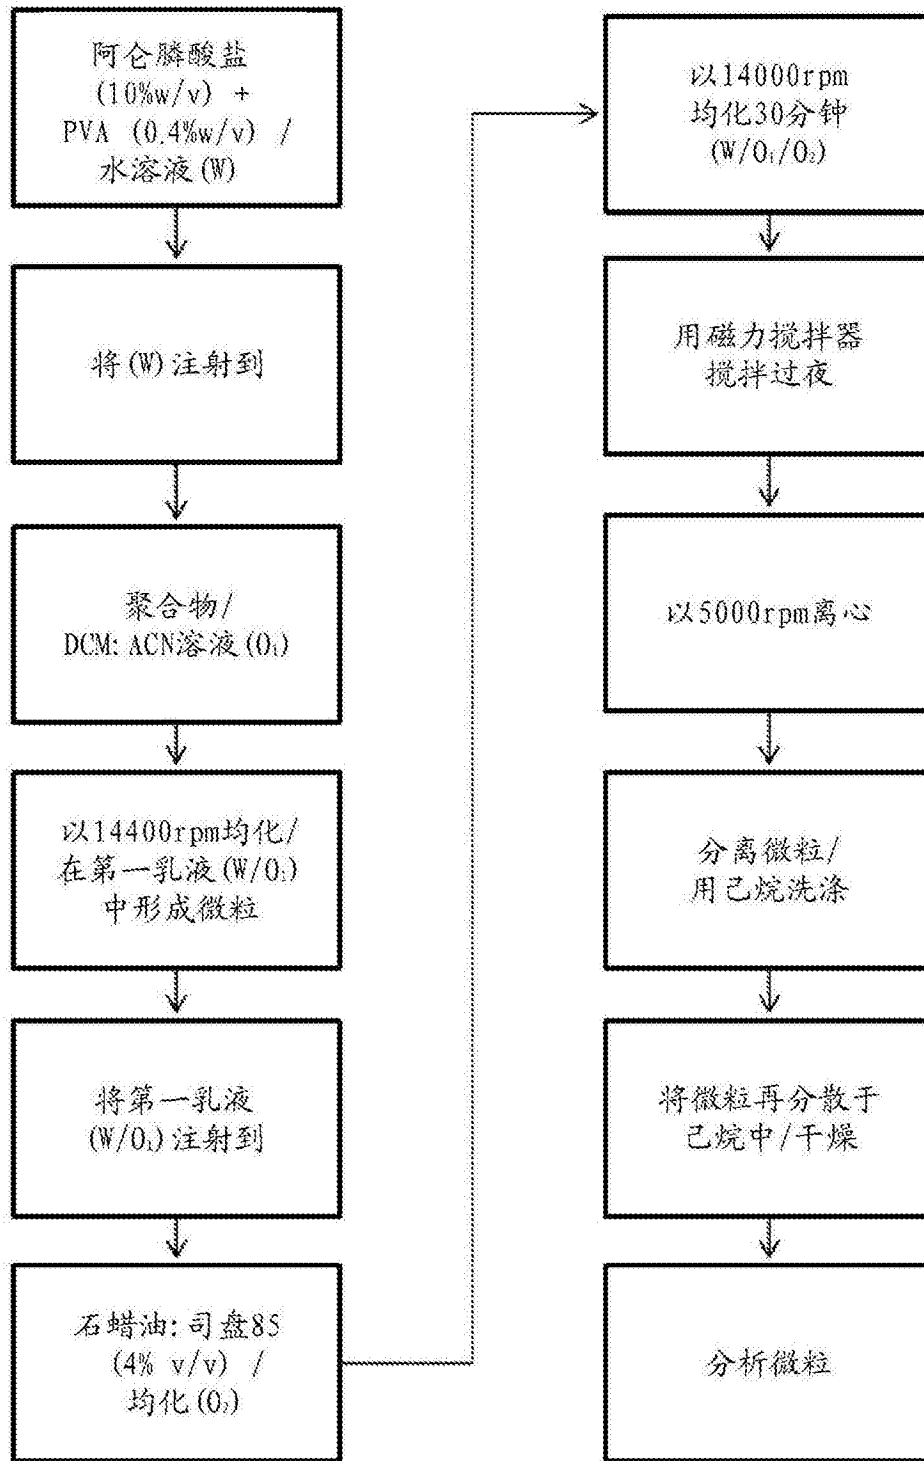 阿仑膦酸盐
(10%w/v) +
PVA (0.4%w/v) /
水溶液(W)
将(W)注射到
聚合物/
DCM: ACN溶液(O₁)
以14400rpm均化/
在第一乳液(W/O₁)
中形成微粒
将第一乳液
(W/O₁)注射到
石蜡油: 司盘85
(4% v/v) /
均化(O₂)
以14000rpm
均化30分钟
(W/O₁/O₂)
用磁力搅拌器
搅拌过夜
以5000rpm离心
分离微粒/
用己烷洗涤
将微粒再分散于
己烷中/干燥
分析微粒